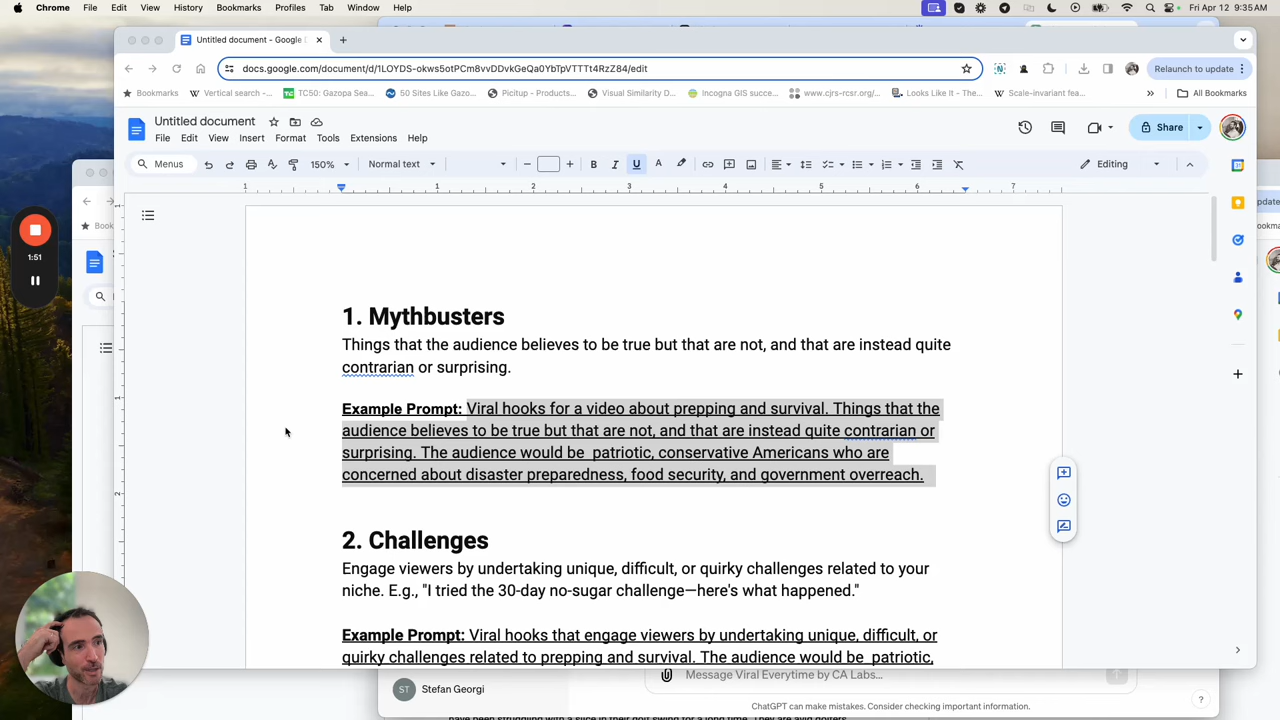 Chrome File Edit View History Bookmarks Profiles Tab Window Help Fri Apr 12 9:35 AM
Untitled document - Google
docs.google.com/document/d/1LOYDS-okws5otPCm8vvDDvkGeQa0YbTpVTTTt4RzZ84/edit
Relaunch to update
Bookmarks Vertical search -... TC50: Gazopa Sea... 50 Sites Like Gazo... Picitup - Products... Visual Similarity D... Incogna GIS succe... www.cjrs-rcsr.org/... Looks Like It - The... Scale-invariant fea... All Bookmarks
Untitled document
File Edit View Insert Format Tools Extensions Help
Share
Menus 150% Normal text Editing
1 1 2 3 4 5 6 7
1:51
1. Mythbusters
Things that the audience believes to be true but that are not, and that are instead quite
contrarian or surprising.
Example Prompt: Viral hooks for a video about prepping and survival. Things that the
audience believes to be true but that are not, and that are instead quite contrarian or
surprising. The audience would be patriotic, conservative Americans who are
concerned about disaster preparedness, food security, and government overreach.
2. Challenges
Engage viewers by undertaking unique, difficult, or quirky challenges related to your
niche. E.g., "I tried the 30-day no-sugar challenge—here's what happened."
Example Prompt: Viral hooks that engage viewers by undertaking unique, difficult, or
quirky challenges related to prepping and survival. The audience would be patriotic,
Message Viral Everytime by CA Labs...
ST Stefan Georgi
ChatGPT can make mistakes. Consider checking important information.
?